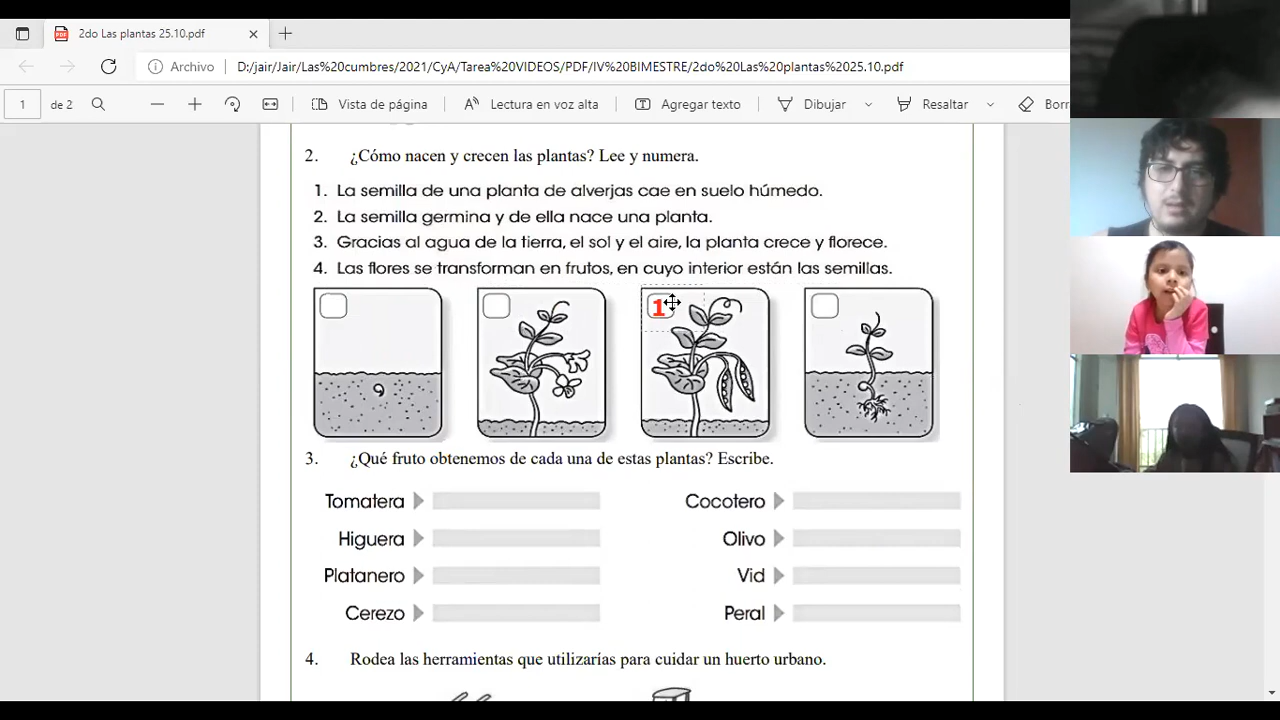 2do Las plantas 25.10.pdf
Archivo D:/jair/Jair/Las%20cumbres/2021/CyA/Tarea%20VIDEOS/PDF/IV%20BIMESTRE/2do%20Las%20plantas%2025.10.pdf
1 de 2 Vista de página Lectura en voz alta Agregar texto Dibujar Resaltar Borr
2. ¿Cómo nacen y crecen las plantas? Lee y numera.
1. La semilla de una planta de alverjas cae en suelo húmedo.
2. La semilla germina y de ella nace una planta.
3. Gracias al agua de la tierra, el sol y el aire, la planta crece y florece.
4. Las flores se transforman en frutos, en cuyo interior están las semillas.
1
3. ¿Qué fruto obtenemos de cada una de estas plantas? Escribe.
Tomatera Cocotero
Higuera Olivo
Platanero Vid
Cerezo Peral
4. Rodea las herramientas que utilizarías para cuidar un huerto urbano.